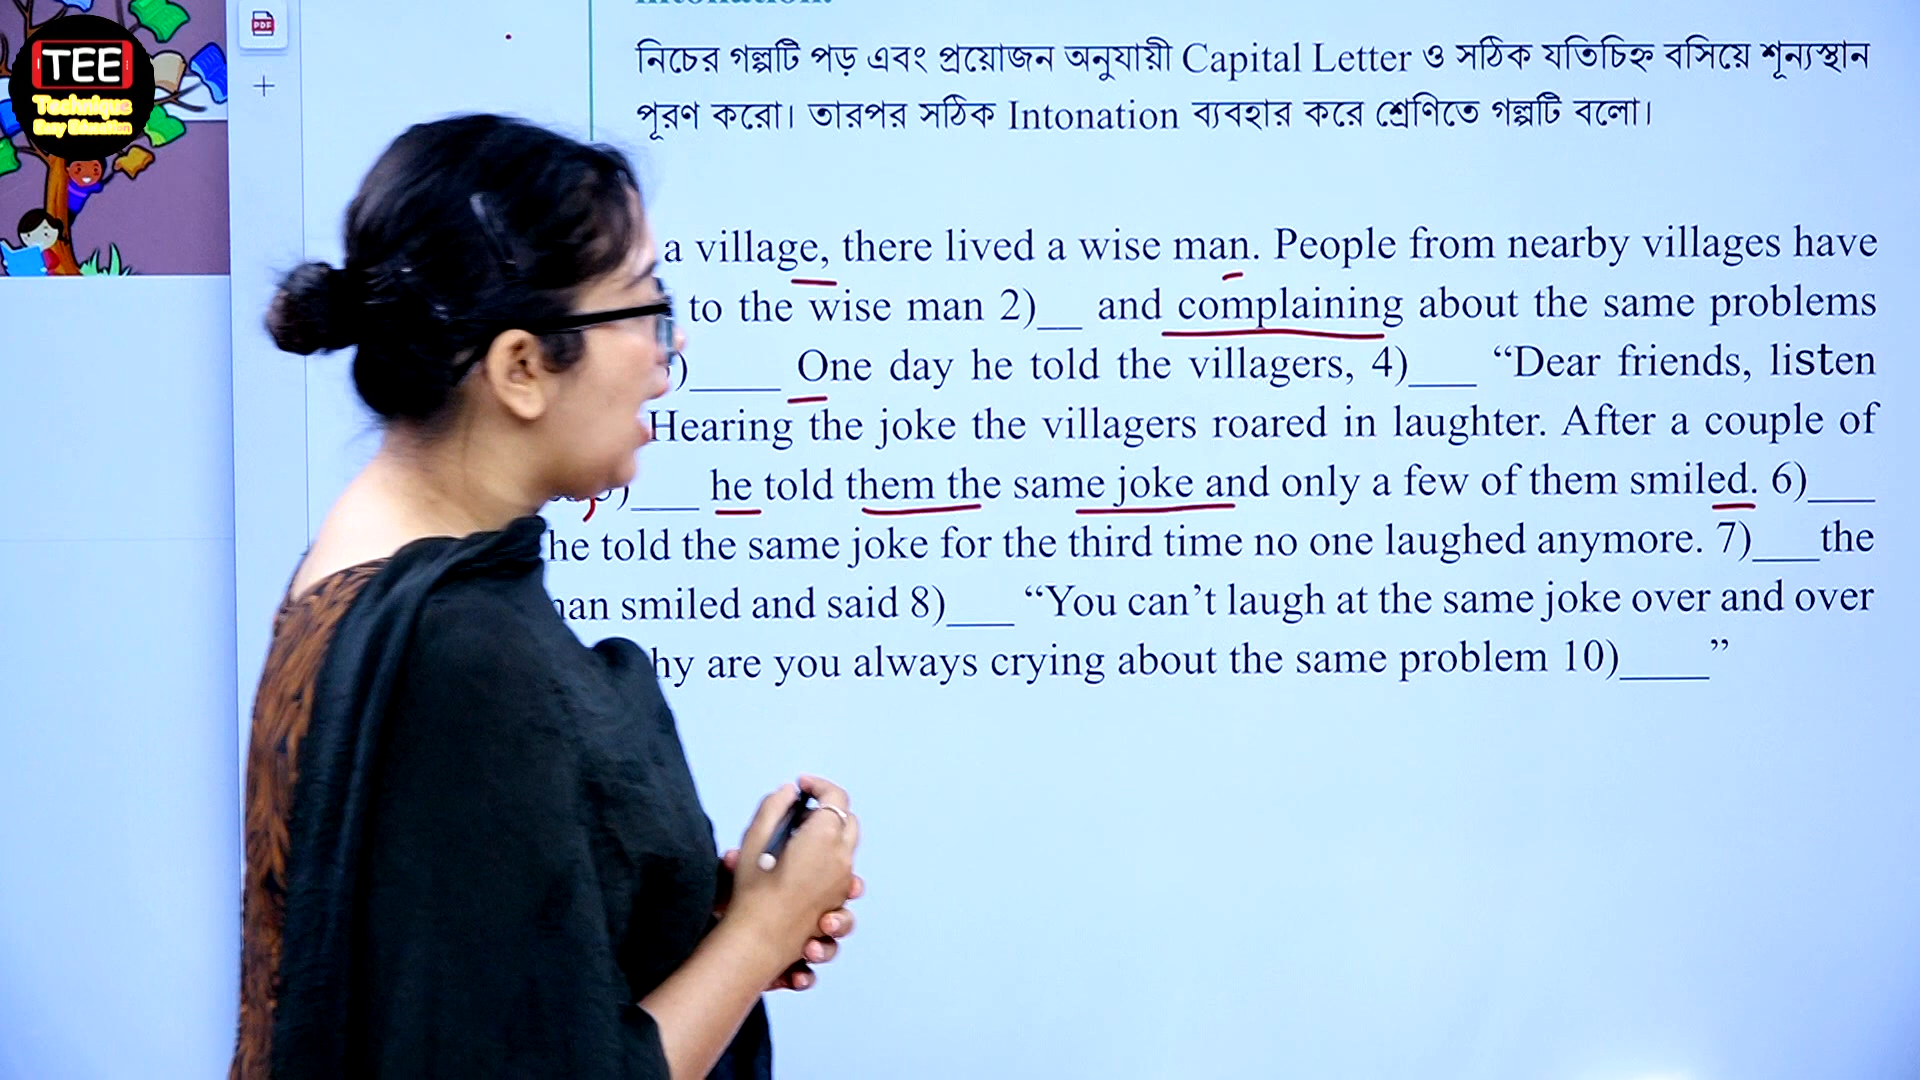 TEE
Technique
Easy Education
PDF
Intonation.
নিচের গল্পটি পড় এবং প্রয়োজন অনুযায়ী Capital Letter ও সঠিক যতিচিহ্ন বসিয়ে শূন্যস্থান
পূরণ করো। তারপর সঠিক Intonation ব্যবহার করে শ্রেণিতে গল্পটি বলো।
a village, there lived a wise man. People from nearby villages have
to the wise man 2)__ and complaining about the same problems
)____ One day he told the villagers, 4)___ “Dear friends, listen
Hearing the joke the villagers roared in laughter. After a couple of
)___ he told them the same joke and only a few of them smiled. 6)___
he told the same joke for the third time no one laughed anymore. 7)___the
smiled and said 8)___ “You can’t laugh at the same joke over and over
are you always crying about the same problem 10)____”